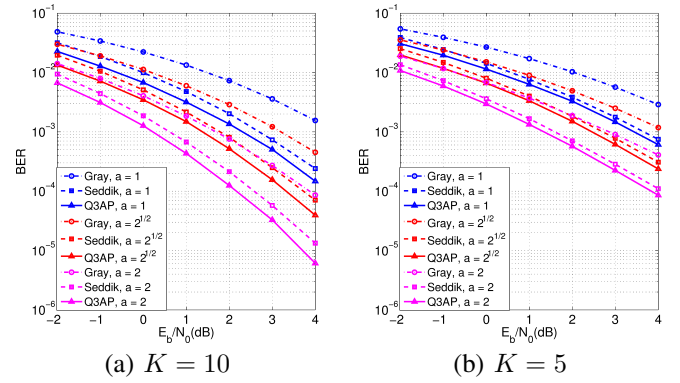 10^{-1}
10^{-2}
10^{-3}
10^{-4}
10^{-5}
10^{-6}
BER
Gray, a = 1
Seddik, a = 1
Q3AP, a = 1
Gray, a = 2^{1/2}
Seddik, a = 2^{1/2}
Q3AP, a = 2^{1/2}
Gray, a = 2
Seddik, a = 2
Q3AP, a = 2
-2 -1 0 1 2 3 4
E_b/N_0(dB)
(a) K = 10
10^{-1}
10^{-2}
10^{-3}
10^{-4}
10^{-5}
10^{-6}
BER
Gray, a = 1
Seddik, a = 1
Q3AP, a = 1
Gray, a = 2^{1/2}
Seddik, a = 2^{1/2}
Q3AP, a = 2^{1/2}
Gray, a = 2
Seddik, a = 2
Q3AP, a = 2
-2 -1 0 1 2 3 4
E_b/N_0(dB)
(b) K = 5